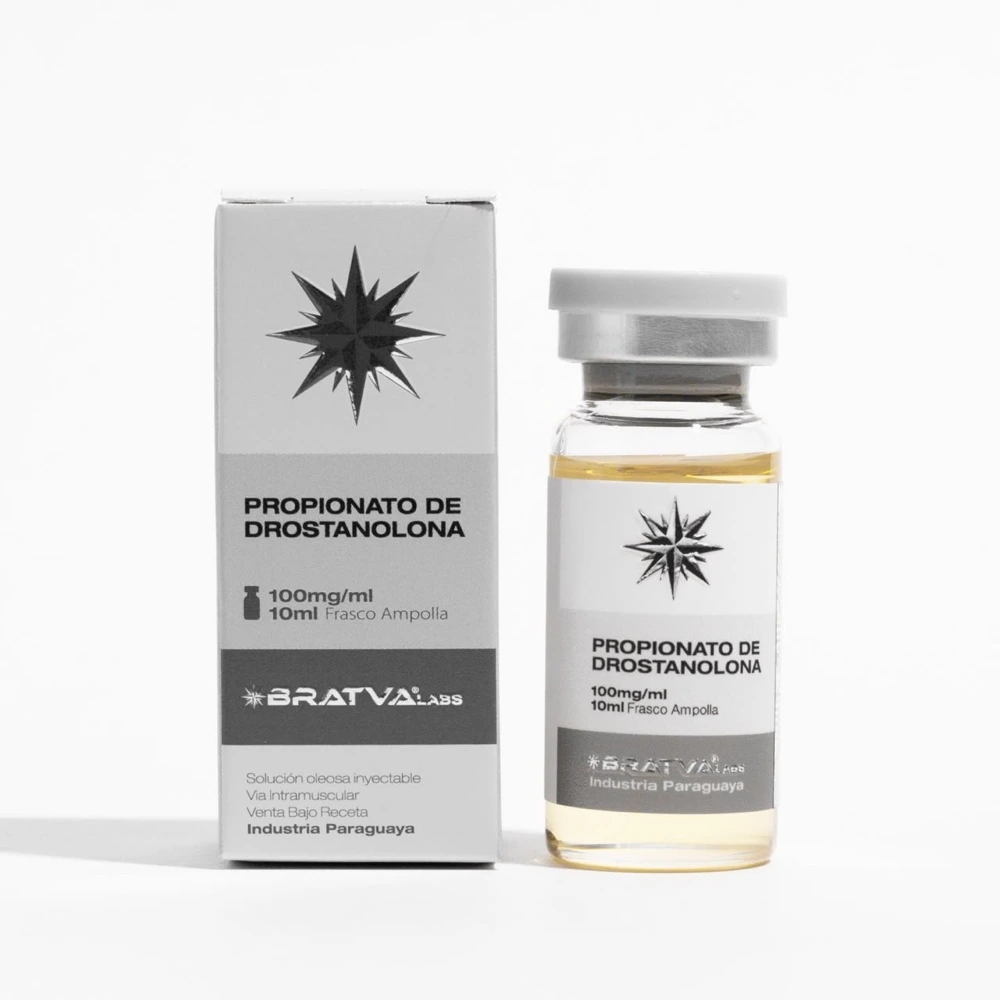 PROPIONATO DE
DROSTANOLONA
100mg/ml
10ml Frasco Ampolla
BRATVA® LABS
Solución oleosa inyectable
Via Intramuscular
Venta Bajo Receta
Industria Paraguaya
PROPIONATO DE
DROSTANOLONA
100mg/ml
10ml Frasco Ampolla
BRATVA® LABS
Industria Paraguaya